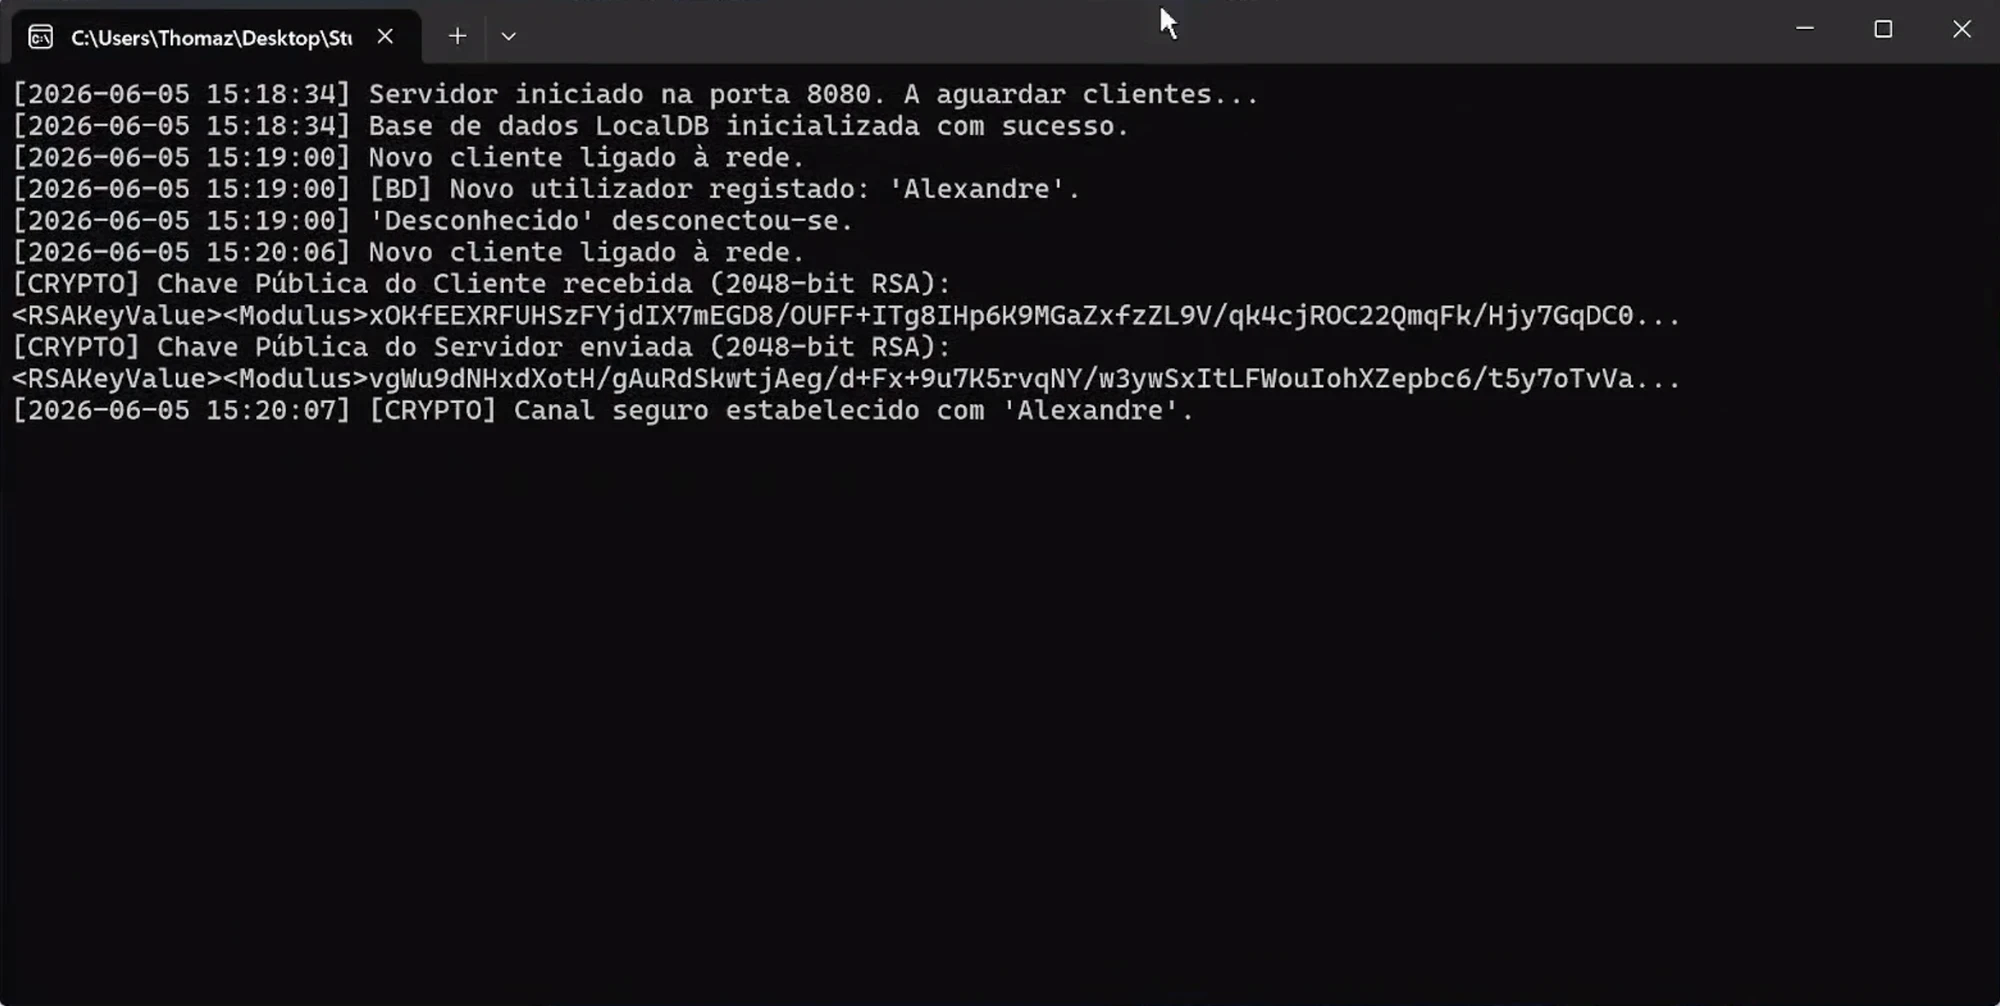 C:\Users\Thomaz\Desktop\Stu
[2026-06-05 15:18:34] Servidor iniciado na porta 8080. A aguardar clientes...
[2026-06-05 15:18:34] Base de dados LocalDB inicializada com sucesso.
[2026-06-05 15:19:00] Novo cliente ligado à rede.
[2026-06-05 15:19:00] [BD] Novo utilizador registado: 'Alexandre'.
[2026-06-05 15:19:00] 'Desconhecido' desconectou-se.
[2026-06-05 15:20:06] Novo cliente ligado à rede.
[CRYPTO] Chave Pública do Cliente recebida (2048-bit RSA):
<RSAKeyValue><Modulus>xOKfEEXRFUHSzFYjdIX7mEGD8/OUFF+ITg8IHp6K9MGaZxfzZL9V/qk4cjROC22QmqFk/Hjy7GqDC0...
[CRYPTO] Chave Pública do Servidor enviada (2048-bit RSA):
<RSAKeyValue><Modulus>vgWu9dNHxdXotH/gAuRdSkwtjAeg/d+Fx+9u7K5rvqNY/w3ywSxItLFWouIohXZepbc6/t5y7oTvVa...
[2026-06-05 15:20:07] [CRYPTO] Canal seguro estabelecido com 'Alexandre'.